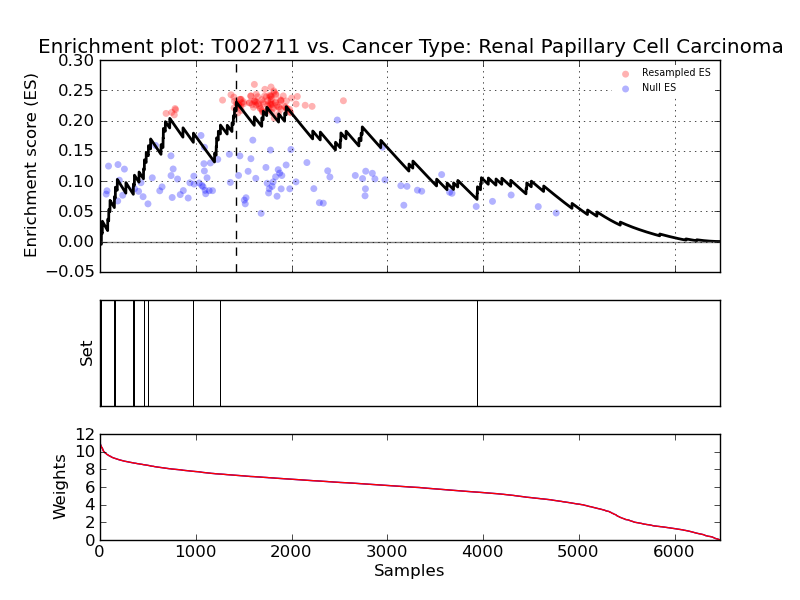 Enrichment plot: T002711 vs. Cancer Type: Renal Papillary Cell Carcinoma
0.30
0.25
0.20
0.15
0.10
0.05
0.00
−0.05
Enrichment score (ES)
Resampled ES
Null ES
Set
12
10
8
6
4
2
0
Weights
0 1000 2000 3000 4000 5000 6000
Samples